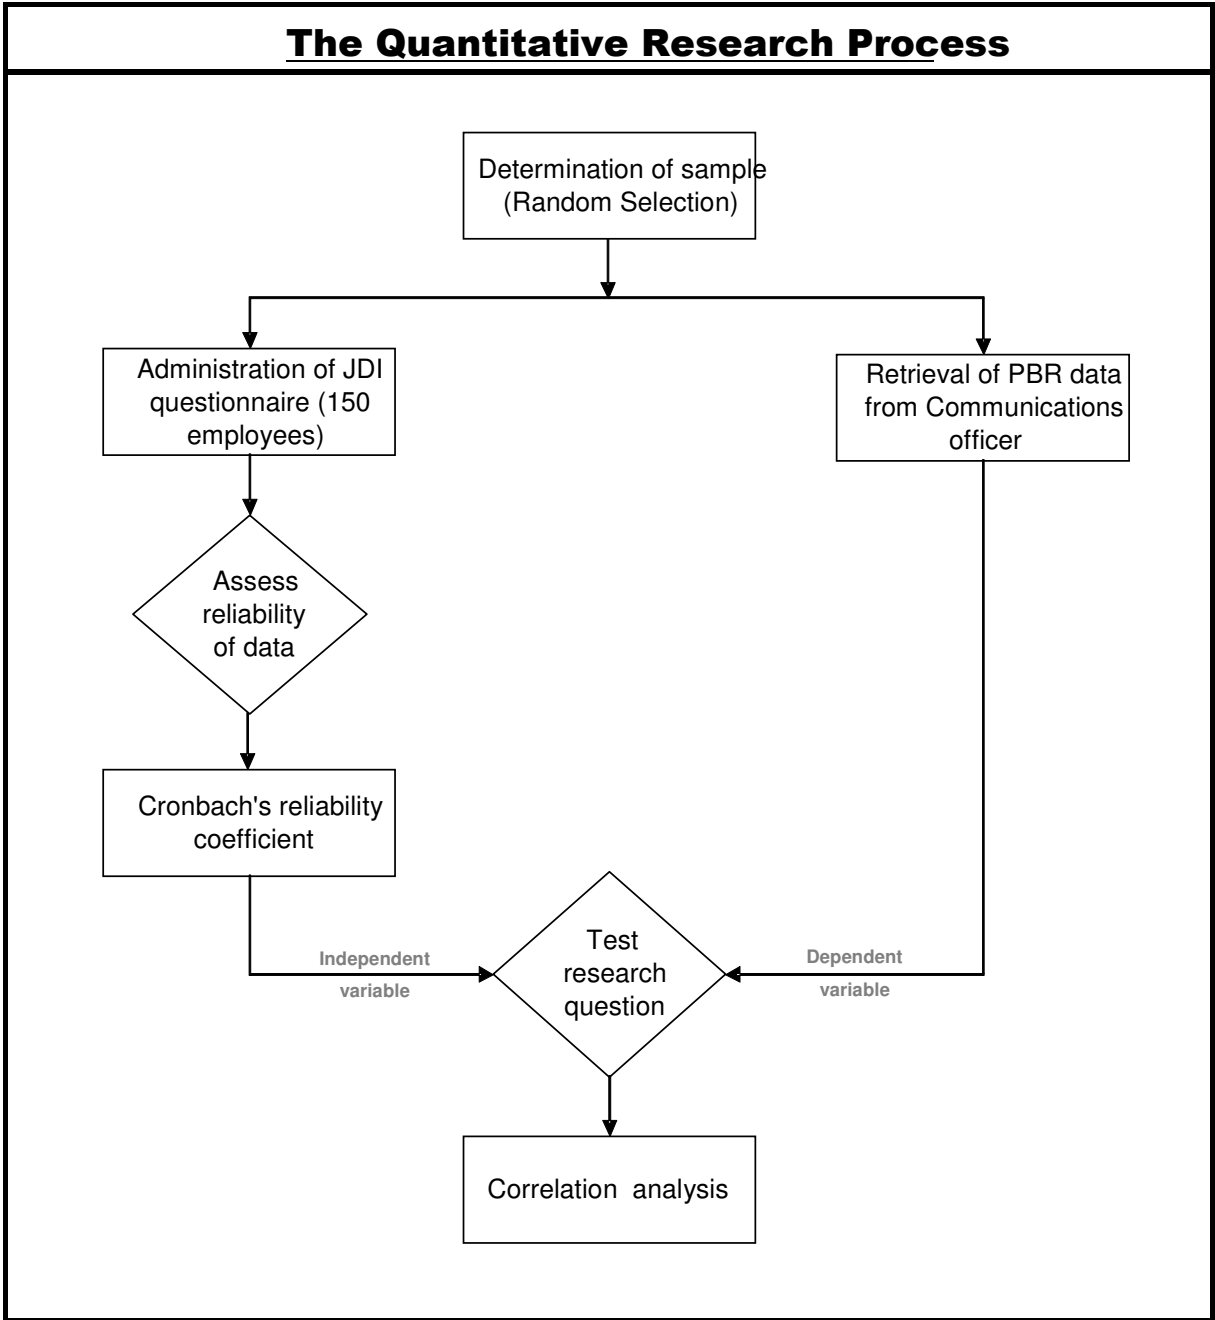 The Quantitative Research Process
Determination of sample
(Random Selection)
Administration of JDI
questionnaire (150
employees)
Retrieval of PBR data
from Communications
officer
Assess
reliability
of data
Cronbach's reliability
coefficient
Independent
variable
Test
research
question
Dependent
variable
Correlation analysis